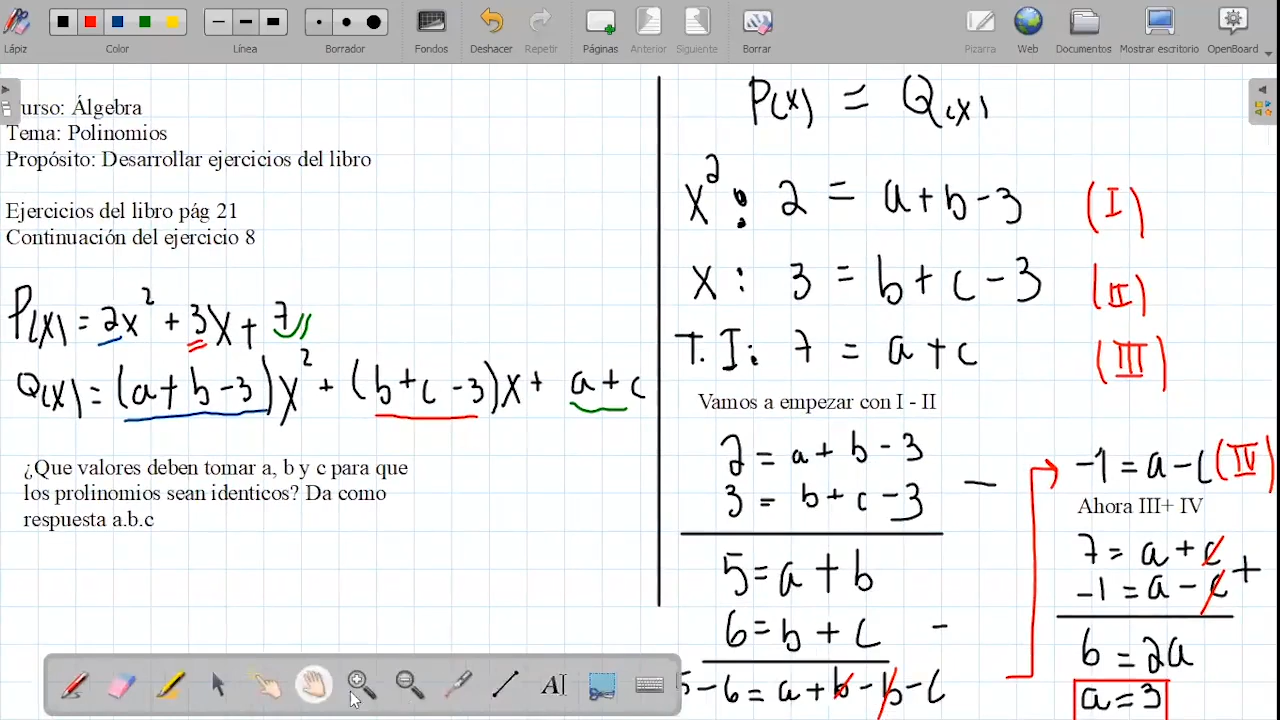 Lápiz Color Línea Borrador Fondos Deshacer Repetir Páginas Anterior Siguiente Borrar Pizarra Web Documentos Mostrar escritorio OpenBoard
urso: Álgebra
Tema: Polinomios
Propósito: Desarrollar ejercicios del libro
Ejercicios del libro pág 21
Continuación del ejercicio 8
P(x) = 2x² + 3x + 7
Q(x) = (a + b - 3)x² + (b + c - 3)x + a + c
¿Que valores deben tomar a, b y c para que
los prolinomios sean identicos? Da como
respuesta a.b.c
P(x) = Q(x)
x² : 2 = a + b - 3 (I)
x : 3 = b + c - 3 (II)
T. I: 7 = a + c (III)
Vamos a empezar con I - II
2 = a + b - 3
3 = b + c - 3 —
5 = a + b
6 = b + c -
5 - 6 = a + b - b - c
-1 = a - c (IV)
Ahora III+ IV
7 = a + c
-1 = a - c +
6 = 2a
a = 3
AI